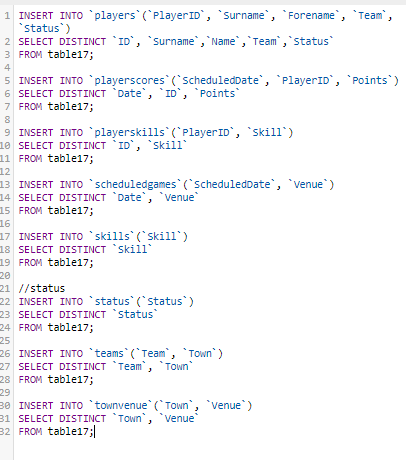 1 INSERT INTO `players`(`PlayerID`, `Surname`, `Forename`, `Team`,
`Status`)
2 SELECT DISTINCT `ID`, `Surname`,`Name`,`Team`,`Status`
3 FROM table17;
4
5 INSERT INTO `playerscores`(`ScheduledDate`, `PlayerID`, `Points`)
6 SELECT DISTINCT `Date`, `ID`, `Points`
7 FROM table17;
8
9 INSERT INTO `playerskills`(`PlayerID`, `Skill`)
10 SELECT DISTINCT `ID`, `Skill`
11 FROM table17;
12
13 INSERT INTO `scheduledgames`(`ScheduledDate`, `Venue`)
14 SELECT DISTINCT `Date`, `Venue`
15 FROM table17;
16
17 INSERT INTO `skills`(`Skill`)
18 SELECT DISTINCT `Skill`
19 FROM table17;
20
21 //status
22 INSERT INTO `status`(`Status`)
23 SELECT DISTINCT `Status`
24 FROM table17;
25
26 INSERT INTO `teams`(`Team`, `Town`)
27 SELECT DISTINCT `Team`, `Town`
28 FROM table17;
29
30 INSERT INTO `townvenue`(`Town`, `Venue`)
31 SELECT DISTINCT `Town`, `Venue`
32 FROM table17;